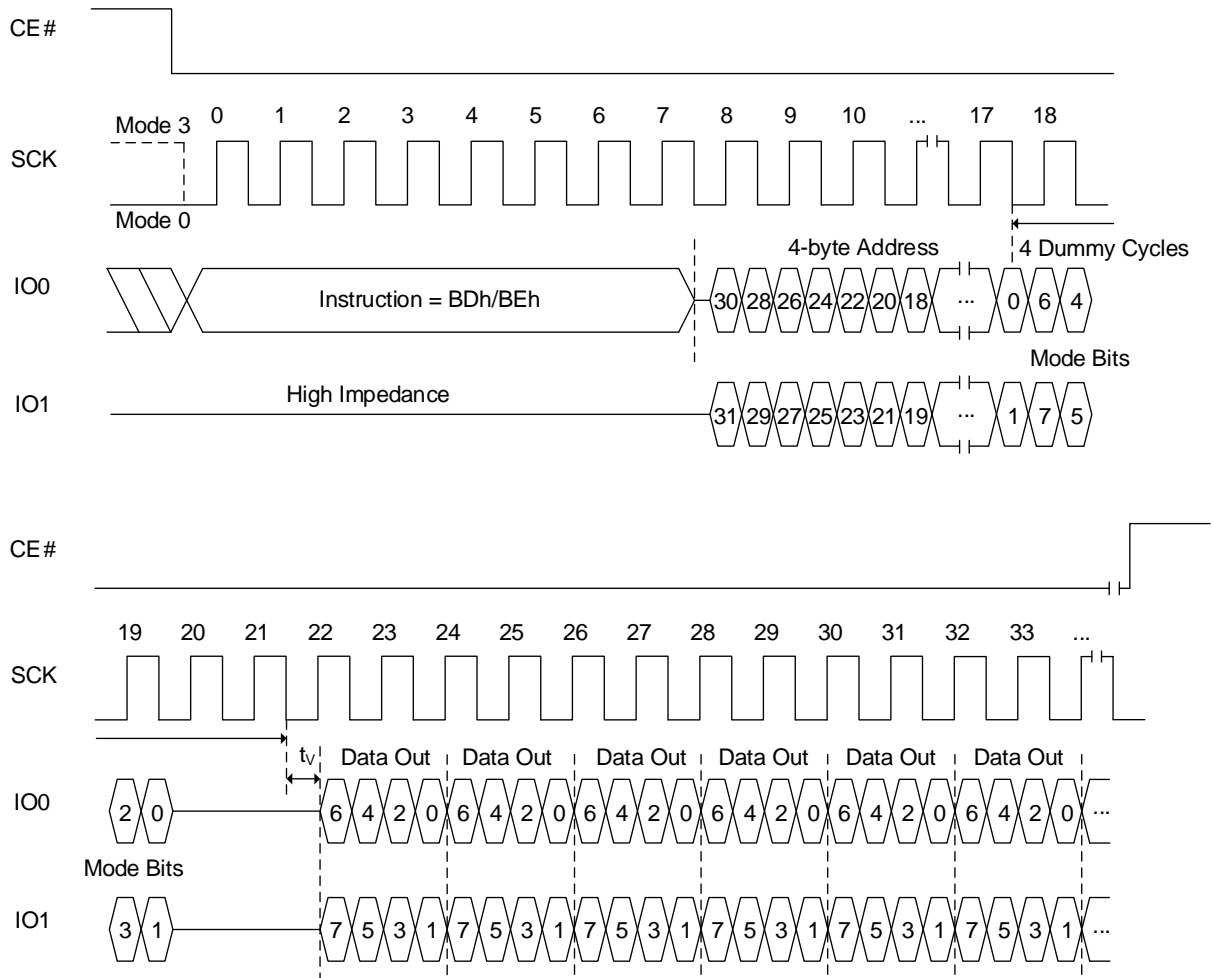 CE#
0 1 2 3 4 5 6 7 8 9 10 ... 17 18
Mode 3
SCK
Mode 0
4-byte Address 4 Dummy Cycles
IO0 Instruction = BDh/BEh 30 28 26 24 22 20 18 ... 0 6 4
Mode Bits
IO1 High Impedance 31 29 27 25 23 21 19 ... 1 7 5
CE#
19 20 21 22 23 24 25 26 27 28 29 30 31 32 33 ...
SCK
tV Data Out Data Out Data Out Data Out Data Out Data Out
IO0 2 0 6 4 2 0 6 4 2 0 6 4 2 0 6 4 2 0 6 4 2 0 6 4 2 0 ...
Mode Bits
IO1 3 1 7 5 3 1 7 5 3 1 7 5 3 1 7 5 3 1 7 5 3 1 7 5 3 1 ...